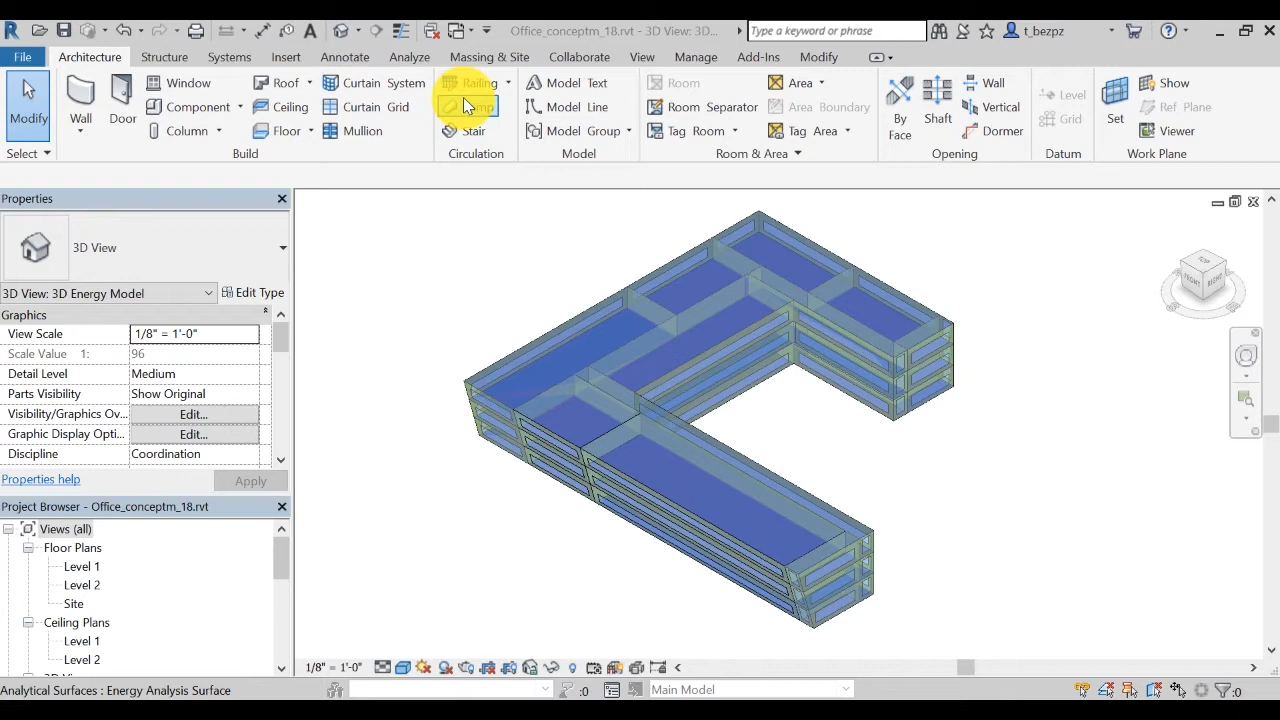 Office_conceptm_18.rvt - 3D View: 3D...
Type a keyword or phrase
t_bezpz
File Architecture Structure Systems Insert Annotate Analyze Massing & Site Collaborate View Manage Add-Ins Modify
Modify
Wall
Door
Window
Component
Column
Roof
Ceiling
Floor
Curtain System
Curtain Grid
Mullion
Railing
Stair
Model Text
Model Line
Model Group
Room
Room Separator
Tag Room
Area
Area Boundary
Tag Area
By
Face
Shaft
Wall
Vertical
Dormer
Level
Grid
Set
Show
Ref Plane
Viewer
Select Build Circulation Model Room & Area Opening Datum Work Plane
Properties
3D View
3D View: 3D Energy Model Edit Type
Graphics
View Scale 1/8" = 1'-0"
Scale Value 1: 96
Detail Level Medium
Parts Visibility Show Original
Visibility/Graphics Ov... Edit...
Graphic Display Opti... Edit...
Discipline Coordination
Properties help Apply
Project Browser - Office_conceptm_18.rvt
Views (all)
Floor Plans
Level 1
Level 2
Site
Ceiling Plans
Level 1
Level 2
TOP
FRONT
RIGHT
1/8" = 1'-0"
Analytical Surfaces : Energy Analysis Surface
:0
Main Model
:0